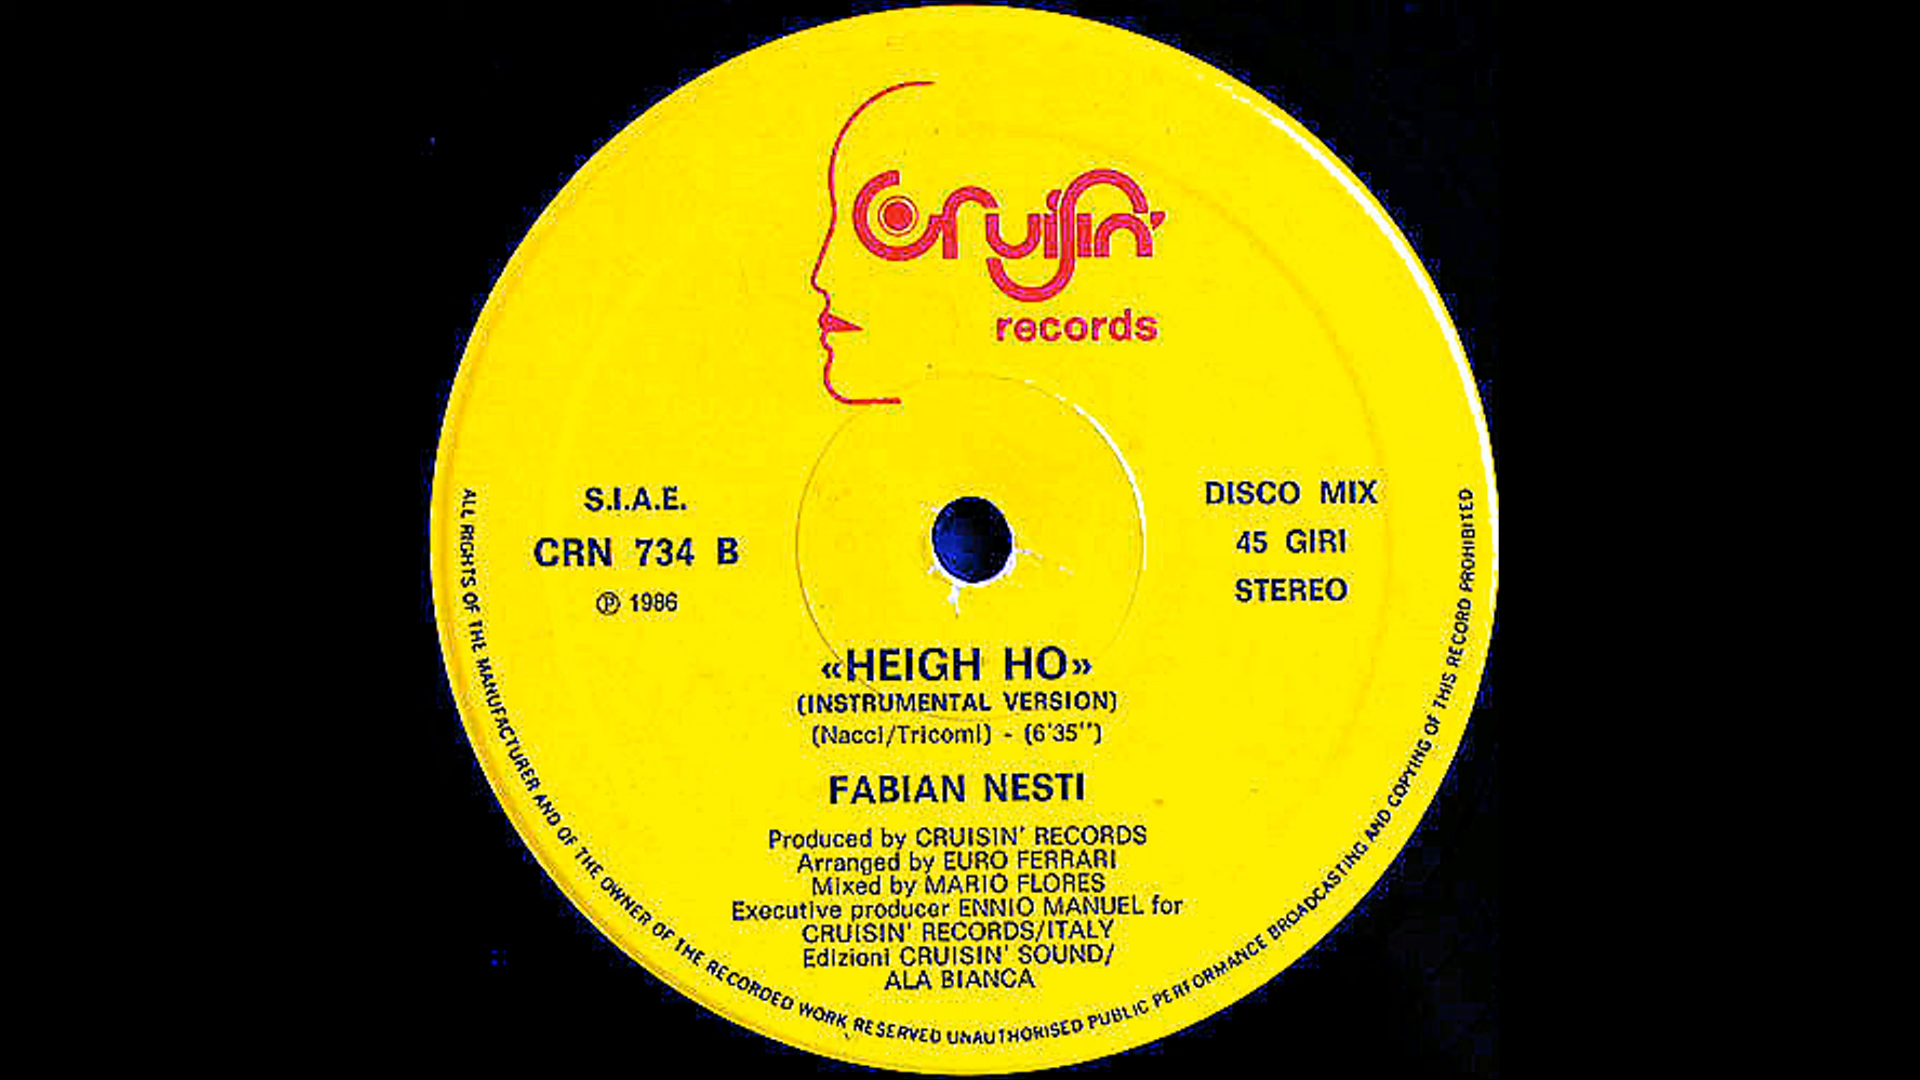 Cruisin'
records
S.I.A.E.
CRN 734 B
℗ 1986
DISCO MIX
45 GIRI
STEREO
«HEIGH HO»
(INSTRUMENTAL VERSION)
(Nacci/Tricomi) - (6'35'')
FABIAN NESTI
Produced by CRUISIN' RECORDS
Arranged by EURO FERRARI
Mixed by MARIO FLORES
Executive producer ENNIO MANUEL for
CRUISIN' RECORDS/ITALY
Edizioni CRUISIN' SOUND/
ALA BIANCA
ALL RIGHTS OF THE MANUFACTURER AND OF THE OWNER OF THE RECORDED WORK RESERVED UNAUTHORISED PUBLIC PERFORMANCE BROADCASTING AND COPYING OF THIS RECORD PROHIBITED